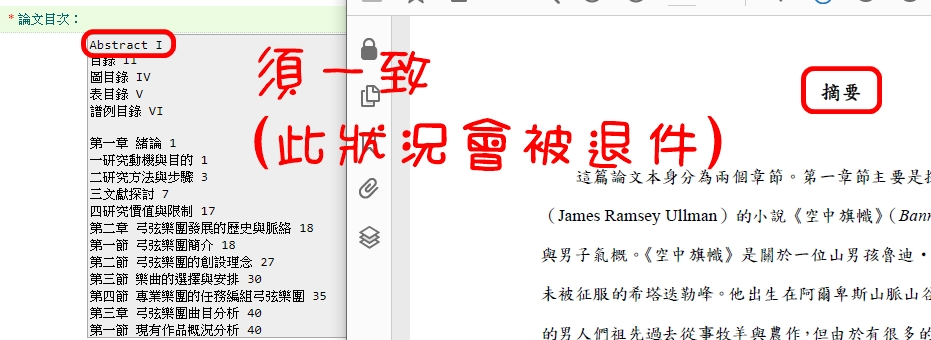 *論文目次：
Abstract I
目錄 II
圖目錄 IV
表目錄 V
譜例目錄 VI
第一章 緒論 1
一研究動機與目的 1
二研究方法與步驟 3
三文獻探討 7
四研究價值與限制 17
第二章 弓弦樂團發展的歷史與脈絡 18
第一節 弓弦樂團簡介 18
第二節 弓弦樂團的創設理念 27
第三節 樂曲的選擇與安排 30
第四節 專業樂團的任務編組弓弦樂團 35
第三章 弓弦樂團曲目分析 40
第一節 現有作品概況分析 40
須一致
(此狀況會被退件)
摘要
這篇論文本身分為兩個章節。第一章節主要是
（James Ramsey Ullman）的小說《空中旗幟》（Bann
與男子氣概。《空中旗幟》是關於一位山男孩魯迪・
未被征服的希塔迭勒峰。他出生在阿爾卑斯山脈山
的男人們祖先過去從事牧羊與農作，但由於有很多的